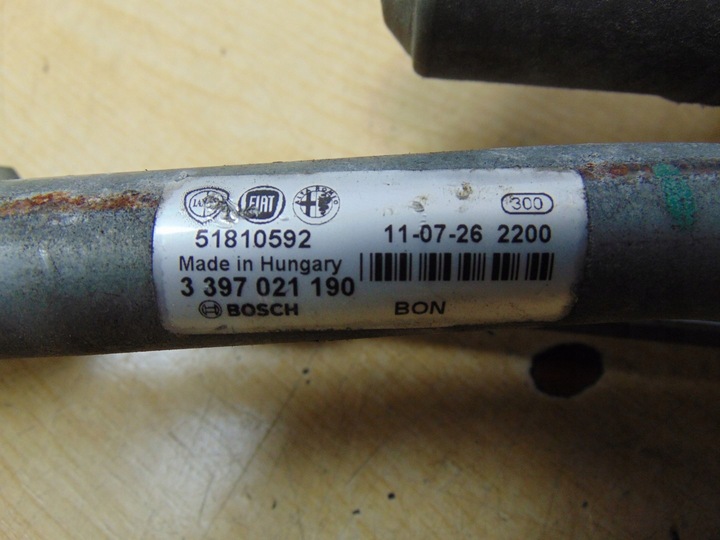 FIAT
300
51810592
11-07-26 2200
Made in Hungary
3 397 021 190
BOSCH
BON